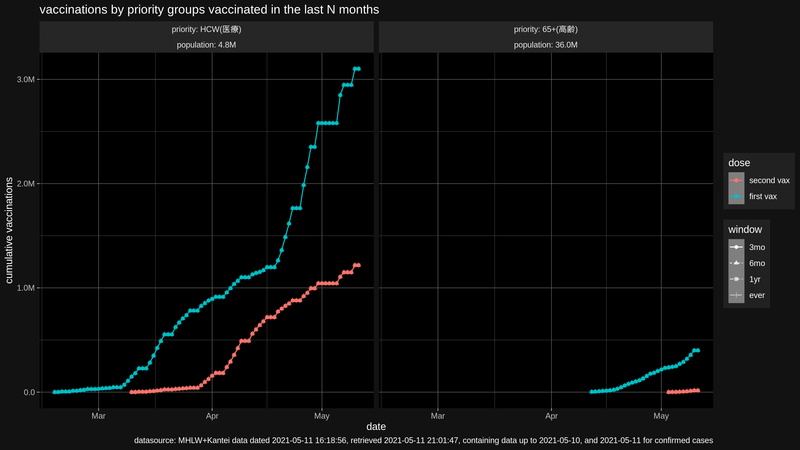 vaccinations by priority groups vaccinated in the last N months
priority: HCW(医療)
population: 4.8M
priority: 65+(高齢)
population: 36.0M
cumulative vaccinations
3.0M
2.0M
1.0M
0.0
Mar
Apr
May
Mar
Apr
May
date
dose
second vax
first vax
window
3mo
6mo
1yr
ever
datasource: MHLW+Kantei data dated 2021-05-11 16:18:56, retrieved 2021-05-11 21:01:47, containing data up to 2021-05-10, and 2021-05-11 for confirmed cases